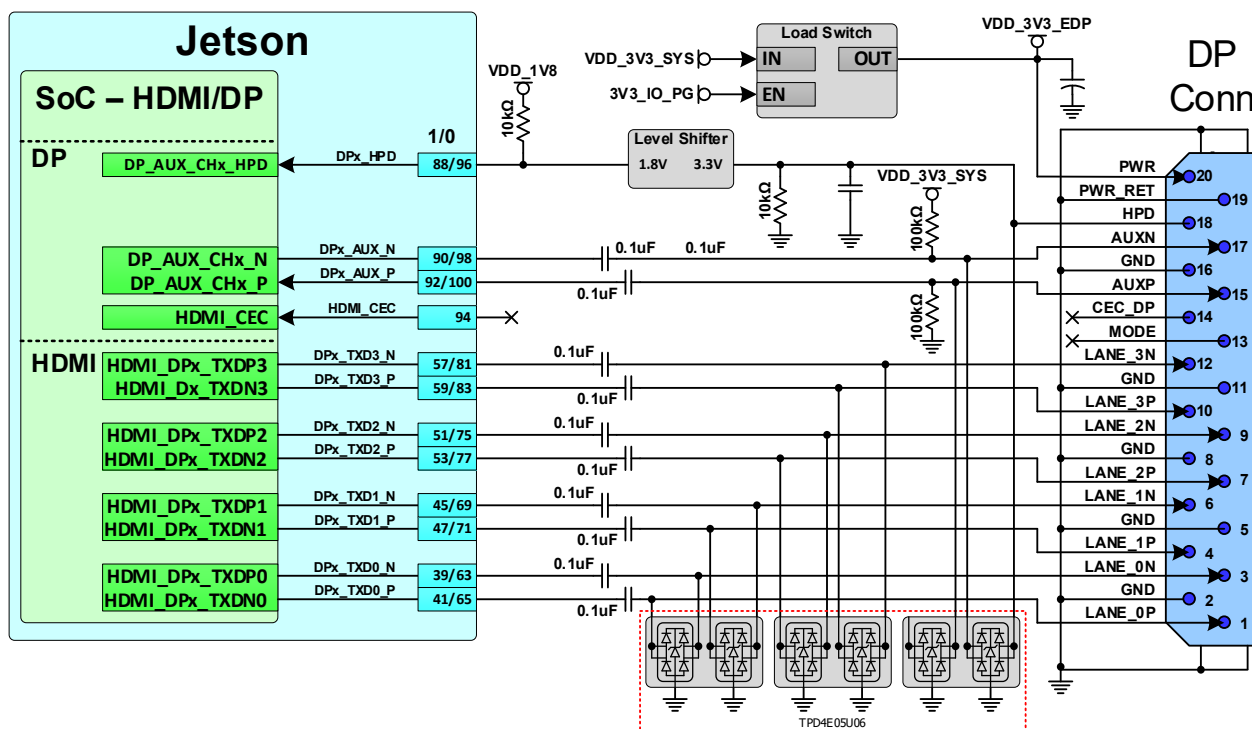 Jetson
SoC – HDMI/DP
DP
DP_AUX_CHx_HPD
DP_AUX_CHx_N
DP_AUX_CHx_P
HDMI_CEC
HDMI
HDMI_DPx_TXDP3
HDMI_Dx_TXDN3
HDMI_DPx_TXDP2
HDMI_DPx_TXDN2
HDMI_DPx_TXDP1
HDMI_DPx_TXDN1
HDMI_DPx_TXDP0
HDMI_DPx_TXDN0
DPx_HPD
DPx_AUX_N
DPx_AUX_P
HDMI_CEC
DPx_TXD3_N
DPx_TXD3_P
DPx_TXD2_N
DPx_TXD2_P
DPx_TXD1_N
DPx_TXD1_P
DPx_TXD0_N
DPx_TXD0_P
1/0
88/96
90/98
92/100
94
57/81
59/83
51/75
53/77
45/69
47/71
39/63
41/65
VDD_1V8
10kΩ
Load Switch
IN
OUT
EN
VDD_3V3_SYS
3V3_IO_PG
VDD_3V3_EDP
Level Shifter
1.8V 3.3V
10kΩ
VDD_3V3_SYS
100kΩ
0.1uF 0.1uF
0.1uF
100kΩ
0.1uF
0.1uF
0.1uF
0.1uF
0.1uF
0.1uF
0.1uF
0.1uF
TPD4E05U06
DP
Conn
PWR
20
PWR_RET
19
HPD
18
AUXN
17
GND
16
AUXP
15
CEC_DP
14
MODE
13
LANE_3N
12
GND
11
LANE_3P
10
LANE_2N
9
GND
8
LANE_2P
7
LANE_1N
6
GND
5
LANE_1P
4
LANE_0N
3
GND
2
LANE_0P
1